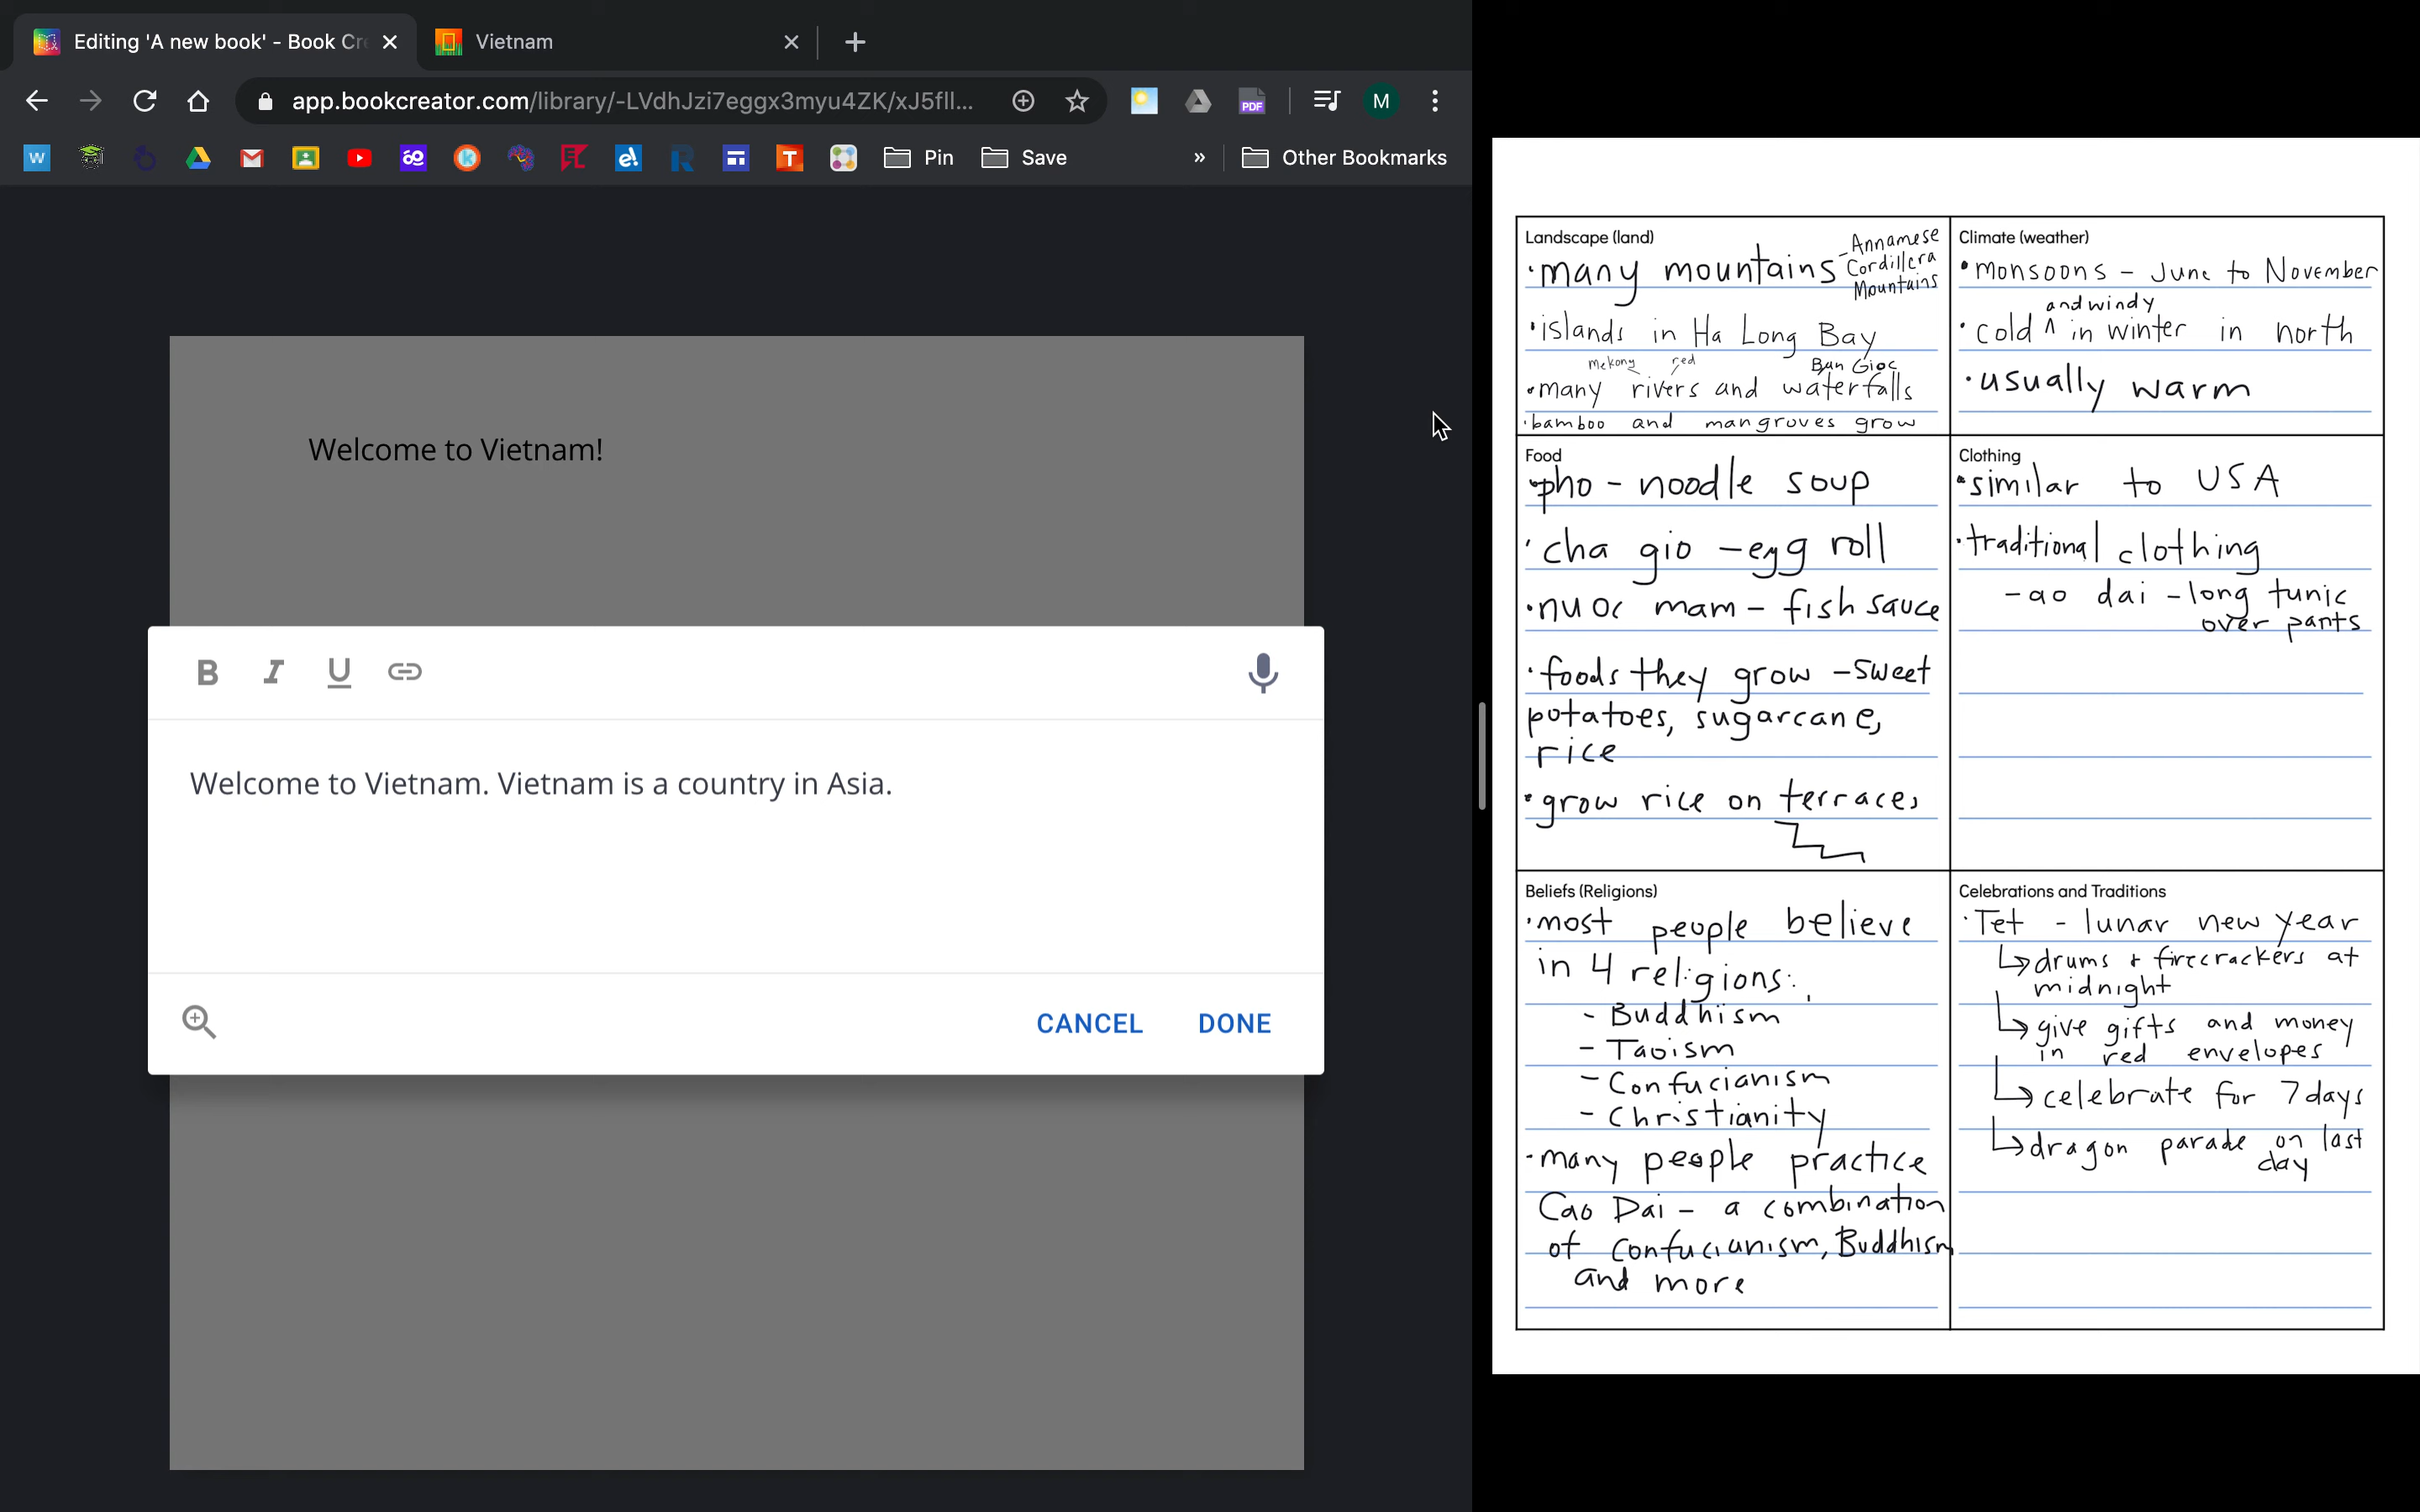 Editing 'A new book' - Book Cre
Vietnam
app.bookcreator.com/library/-LVdhJzi7eggx3myu4ZK/xJ5fIl...
PDF
M
W
Pin
Save
»
Other Bookmarks
Welcome to Vietnam!
B I U
Welcome to Vietnam. Vietnam is a country in Asia.
CANCEL
DONE
Landscape (land)
•many mountains - Annamese
Cordillera
Mountains
•islands in Ha Long Bay
mekong red Ban Gioc
•many rivers and waterfalls
•bamboo and mangroves grow
Climate (weather)
•monsoons - June to November
and windy
•cold ^ in winter in north
•usually warm
Food
•pho - noodle soup
•cha gio - egg roll
•nuoc mam - fish sauce
•foods they grow - sweet
potatoes, sugarcane,
rice
•grow rice on terraces
Clothing
•similar to USA
•traditional clothing
- ao dai - long tunic
over pants
Beliefs (Religions)
•most people believe
in 4 religions:
- Buddhism
- Taoism
- Confucianism
- Christianity
•many people practice
Cao Dai - a combination
of Confucianism, Buddhism
and more
Celebrations and Traditions
•Tet - lunar new year
↳drums + firecrackers at
midnight
↳give gifts and money
in red envelopes
↳celebrate for 7 days
↳dragon parade on last
day